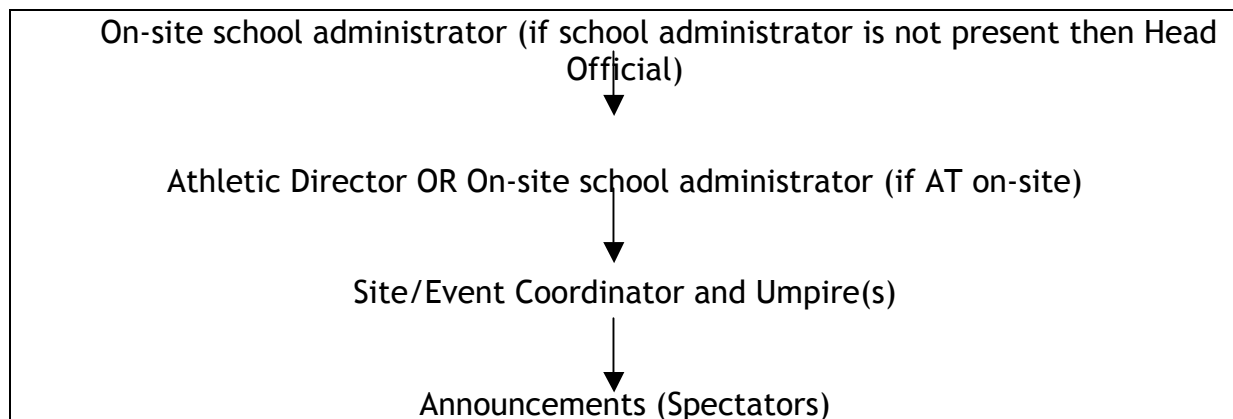 On-site school administrator (if school administrator is not present then Head
Official)
Athletic Director OR On-site school administrator (if AT on-site)
Site/Event Coordinator and Umpire(s)
Announcements (Spectators)